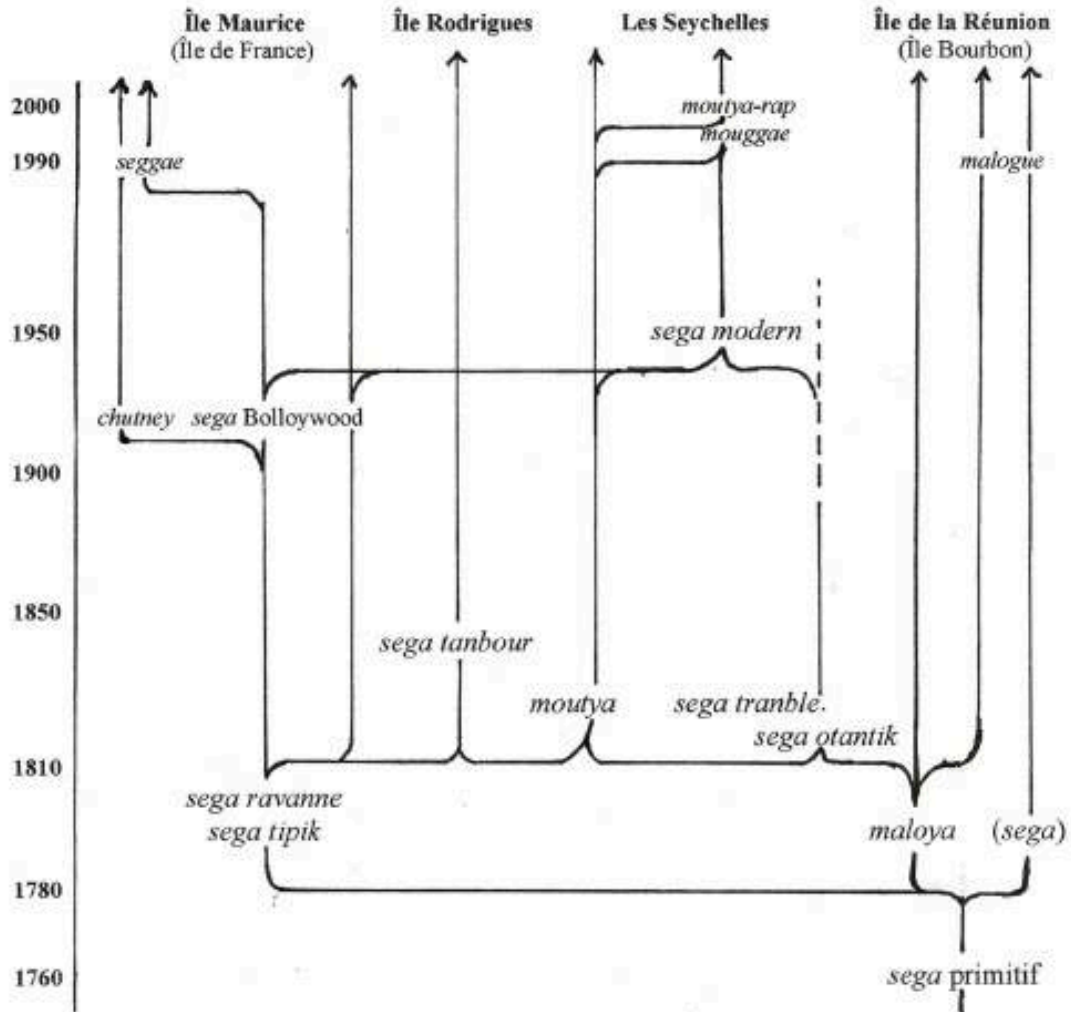 Île Maurice
(Île de France)
Île Rodrigues
Les Seychelles
Île de la Réunion
(Île Bourbon)
2000
moutya-rap
mouggae
1990
seggae
malogue
1950
sega modern
chutney
sega Bolloywood
1900
1850
sega tanbour
moutya
sega tranble.
sega otantik
1810
sega ravanne
sega tipik
maloya
(sega)
1780
1760
sega primitif